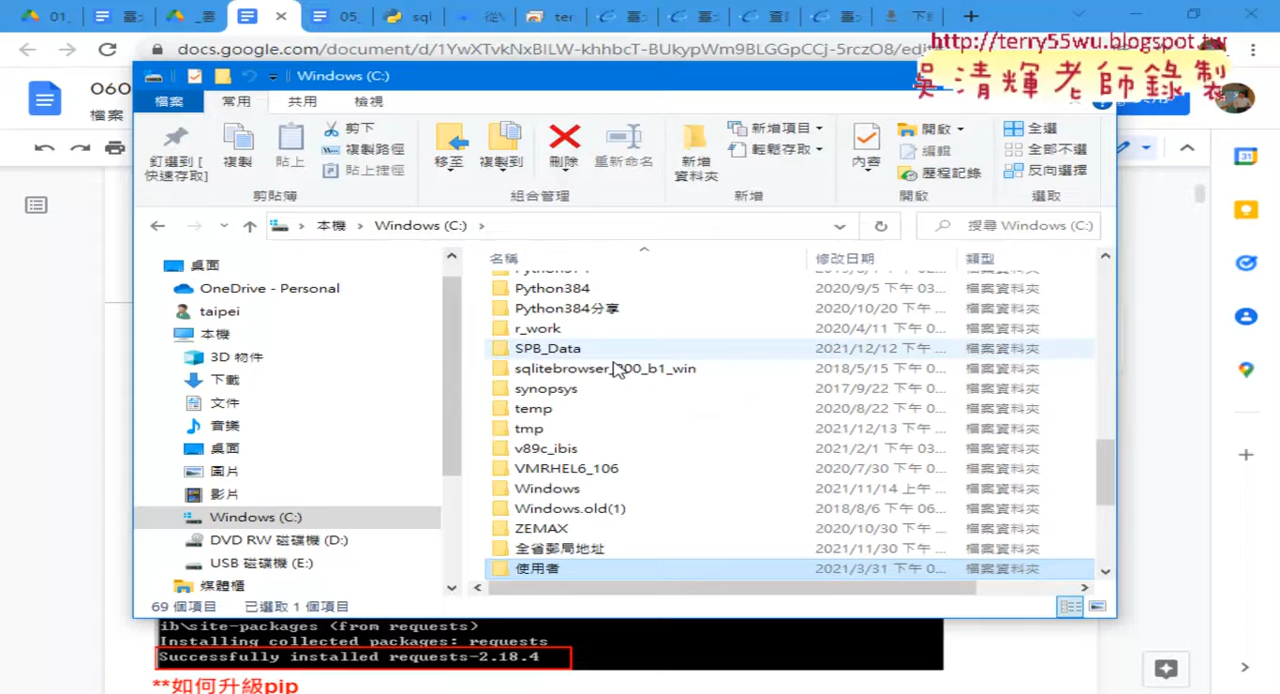 01_
臺
_雲
05_
sql
從
ter
臺
臺
直
臺
下
docs.google.com/document/d/1YwXTvkNxBILW-khhbcT-BUkypWm9BLGGpCCj-5rczO8/edi
http://terry55wu.blogspot.tw
吳清輝老師錄製
060
檔案
Windows (C:)
檔案 常用 共用 檢視
釘選到 [快速存取]
複製
貼上
剪下
複製路徑
貼上捷徑
剪貼簿
移至
複製到
刪除
重新命名
組合管理
新增資料夾
新增項目
輕鬆存取
新增
內容
開啟
編輯
歷程記錄
開啟
全選
全部不選
反向選擇
選取
本機 > Windows (C:) >
搜尋 Windows (C:)
桌面
OneDrive - Personal
taipei
本機
3D 物件
下載
文件
音樂
桌面
圖片
影片
Windows (C:)
DVD RW 磁碟機 (D:)
USB 磁碟機 (E:)
媒體櫃
名稱 修改日期 類型
Python384 2020/9/5 下午 03... 檔案資料夾
Python384分享 2020/10/20 下午 ... 檔案資料夾
r_work 2020/4/11 下午 0... 檔案資料夾
SPB_Data 2021/12/12 下午 ... 檔案資料夾
sqlitebrowser_200_b1_win 2018/5/15 下午 0... 檔案資料夾
synopsys 2017/9/22 下午 0... 檔案資料夾
temp 2020/8/22 下午 0... 檔案資料夾
tmp 2021/12/13 下午 ... 檔案資料夾
v89c_ibis 2021/2/1 下午 03... 檔案資料夾
VMRHEL6_106 2020/7/30 下午 0... 檔案資料夾
Windows 2021/11/14 上午 ... 檔案資料夾
Windows.old(1) 2018/8/6 下午 06... 檔案資料夾
ZEMAX 2020/10/30 下午 ... 檔案資料夾
全省郵局地址 2021/11/30 下午 ... 檔案資料夾
使用者 2021/3/31 下午 0... 檔案資料夾
69 個項目 已選取 1 個項目
ib\site-packages (from requests)
Installing collected packages: requests
Successfully installed requests-2.18.4
**如何升級pip